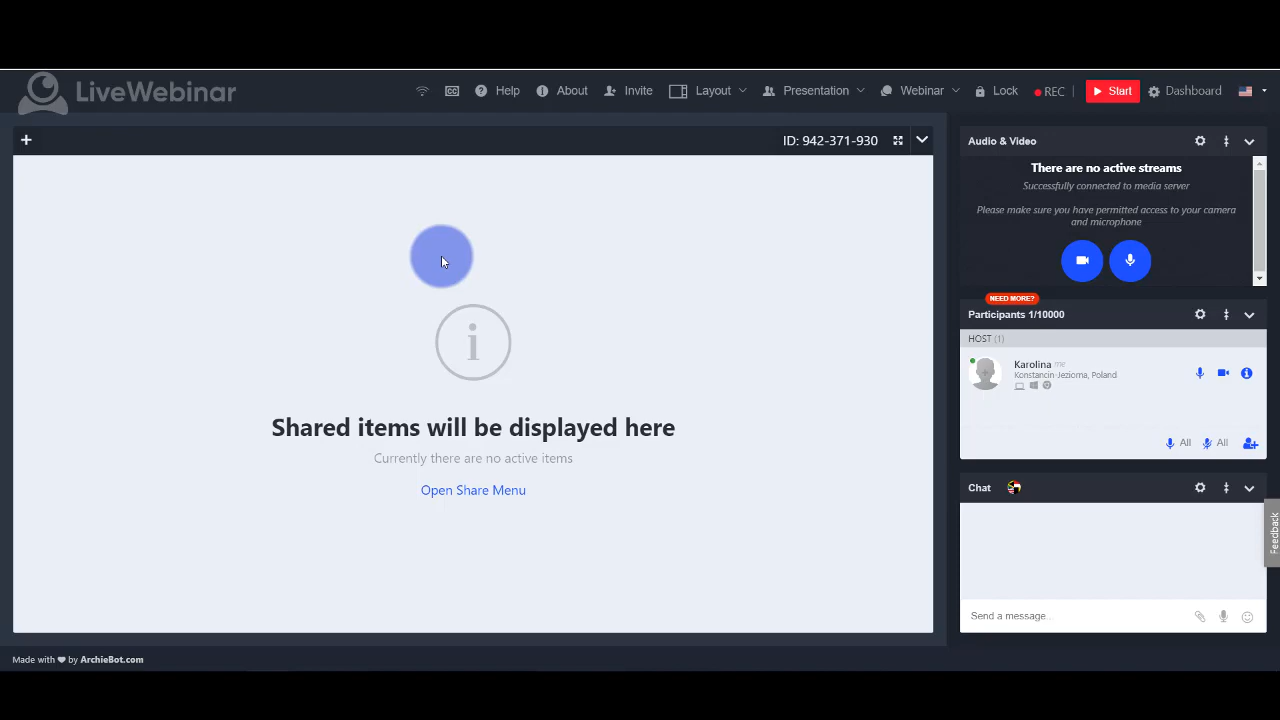 LiveWebinar
CC
Help
About
Invite
Layout
Presentation
Webinar
Lock
REC
Start
Dashboard
ID: 942-371-930
Shared items will be displayed here
Currently there are no active items
Open Share Menu
Audio & Video
There are no active streams
Successfully connected to media server
Please make sure you have permitted access to your camera
and microphone
NEED MORE?
Participants 1/10000
HOST (1)
Karolina me
Konstancin-Jeziorna, Poland
All
All
Chat
Send a message...
Feedback
Made with ❤ by ArchieBot.com